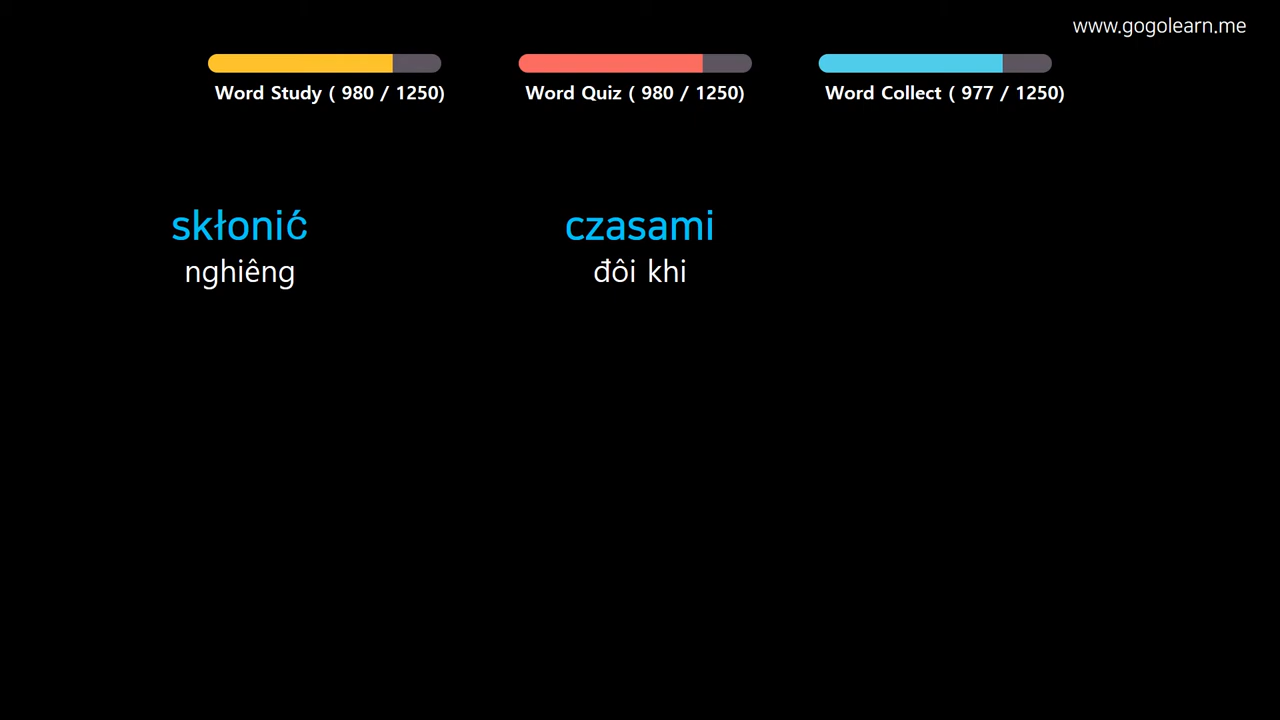 www.gogolearn.me
Word Study ( 980 / 1250)
Word Quiz ( 980 / 1250)
Word Collect ( 977 / 1250)
skłonić
nghiêng
czasami
đôi khi